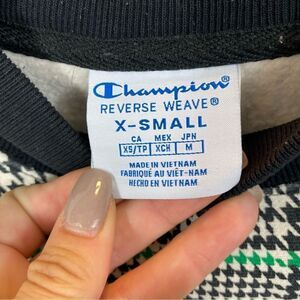 Champion®
REVERSE WEAVE®
X-SMALL
CA MEX JPN
XS/TP XCH M
MADE IN VIETNAM
FABRIQUÉ AU VIÊT-NAM
HECHO EN VIETNAM